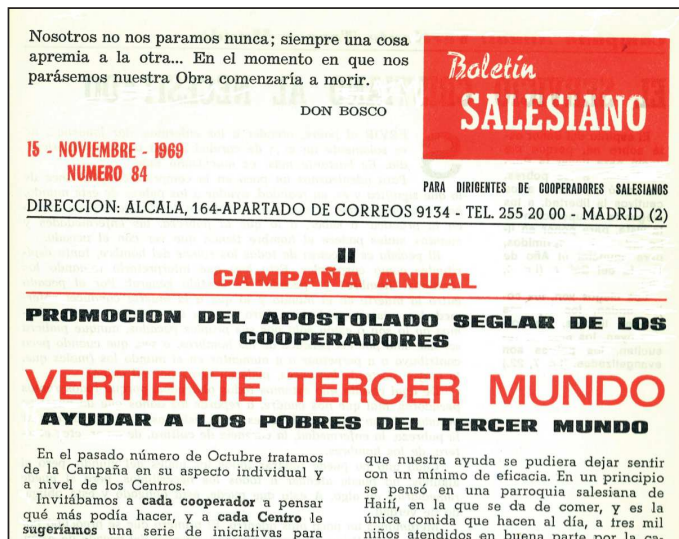 Nosotros no nos paramos nunca; siempre una cosa
apremia a la otra... En el momento en que nos
parásemos nuestra Obra comenzaría a morir.
DON BOSCO
Boletín
SALESIANO
15 - NOVIEMBRE - 1969
NUMERO 84
PARA DIRIGENTES DE COOPERADORES SALESIANOS
DIRECCION: ALCALA, 164-APARTADO DE CORREOS 9134 - TEL. 255 20 00 - MADRID (2)
II
CAMPAÑA ANUAL
PROMOCION DEL APOSTOLADO SEGLAR DE LOS
COOPERADORES
VERTIENTE TERCER MUNDO
AYUDAR A LOS POBRES DEL TERCER MUNDO
En el pasado número de Octubre tratamos
de la Campaña en su aspecto individual y
a nivel de los Centros.
Invitábamos a cada cooperador a pensar
qué más podía hacer, y a cada Centro le
sugeríamos una serie de iniciativas para
que nuestra ayuda se pudiera dejar sentir
con un mínimo de eficacia. En un principio
se pensó en una parroquia salesiana de
Haití, en la que se da de comer, y es la
única comida que hacen al día, a tres mil
niños atendidos en buena parte por la ca-